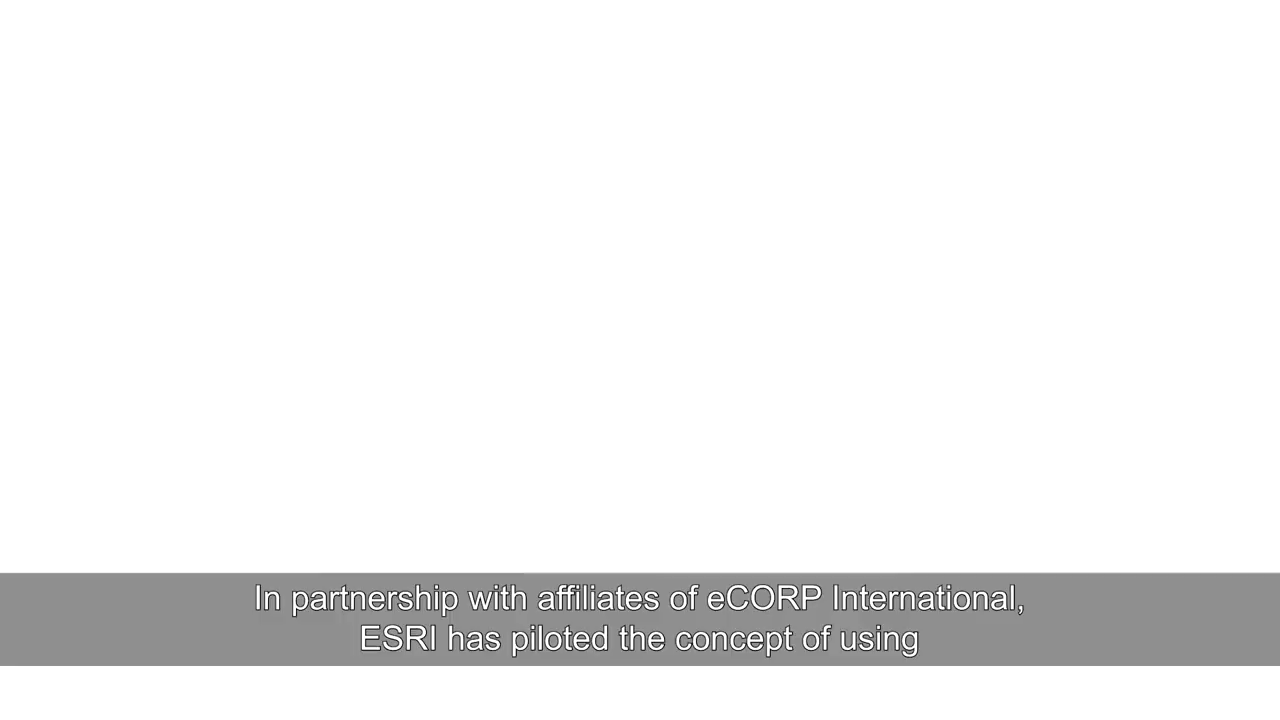 In partnership with affiliates of eCORP International,
ESRI has piloted the concept of using